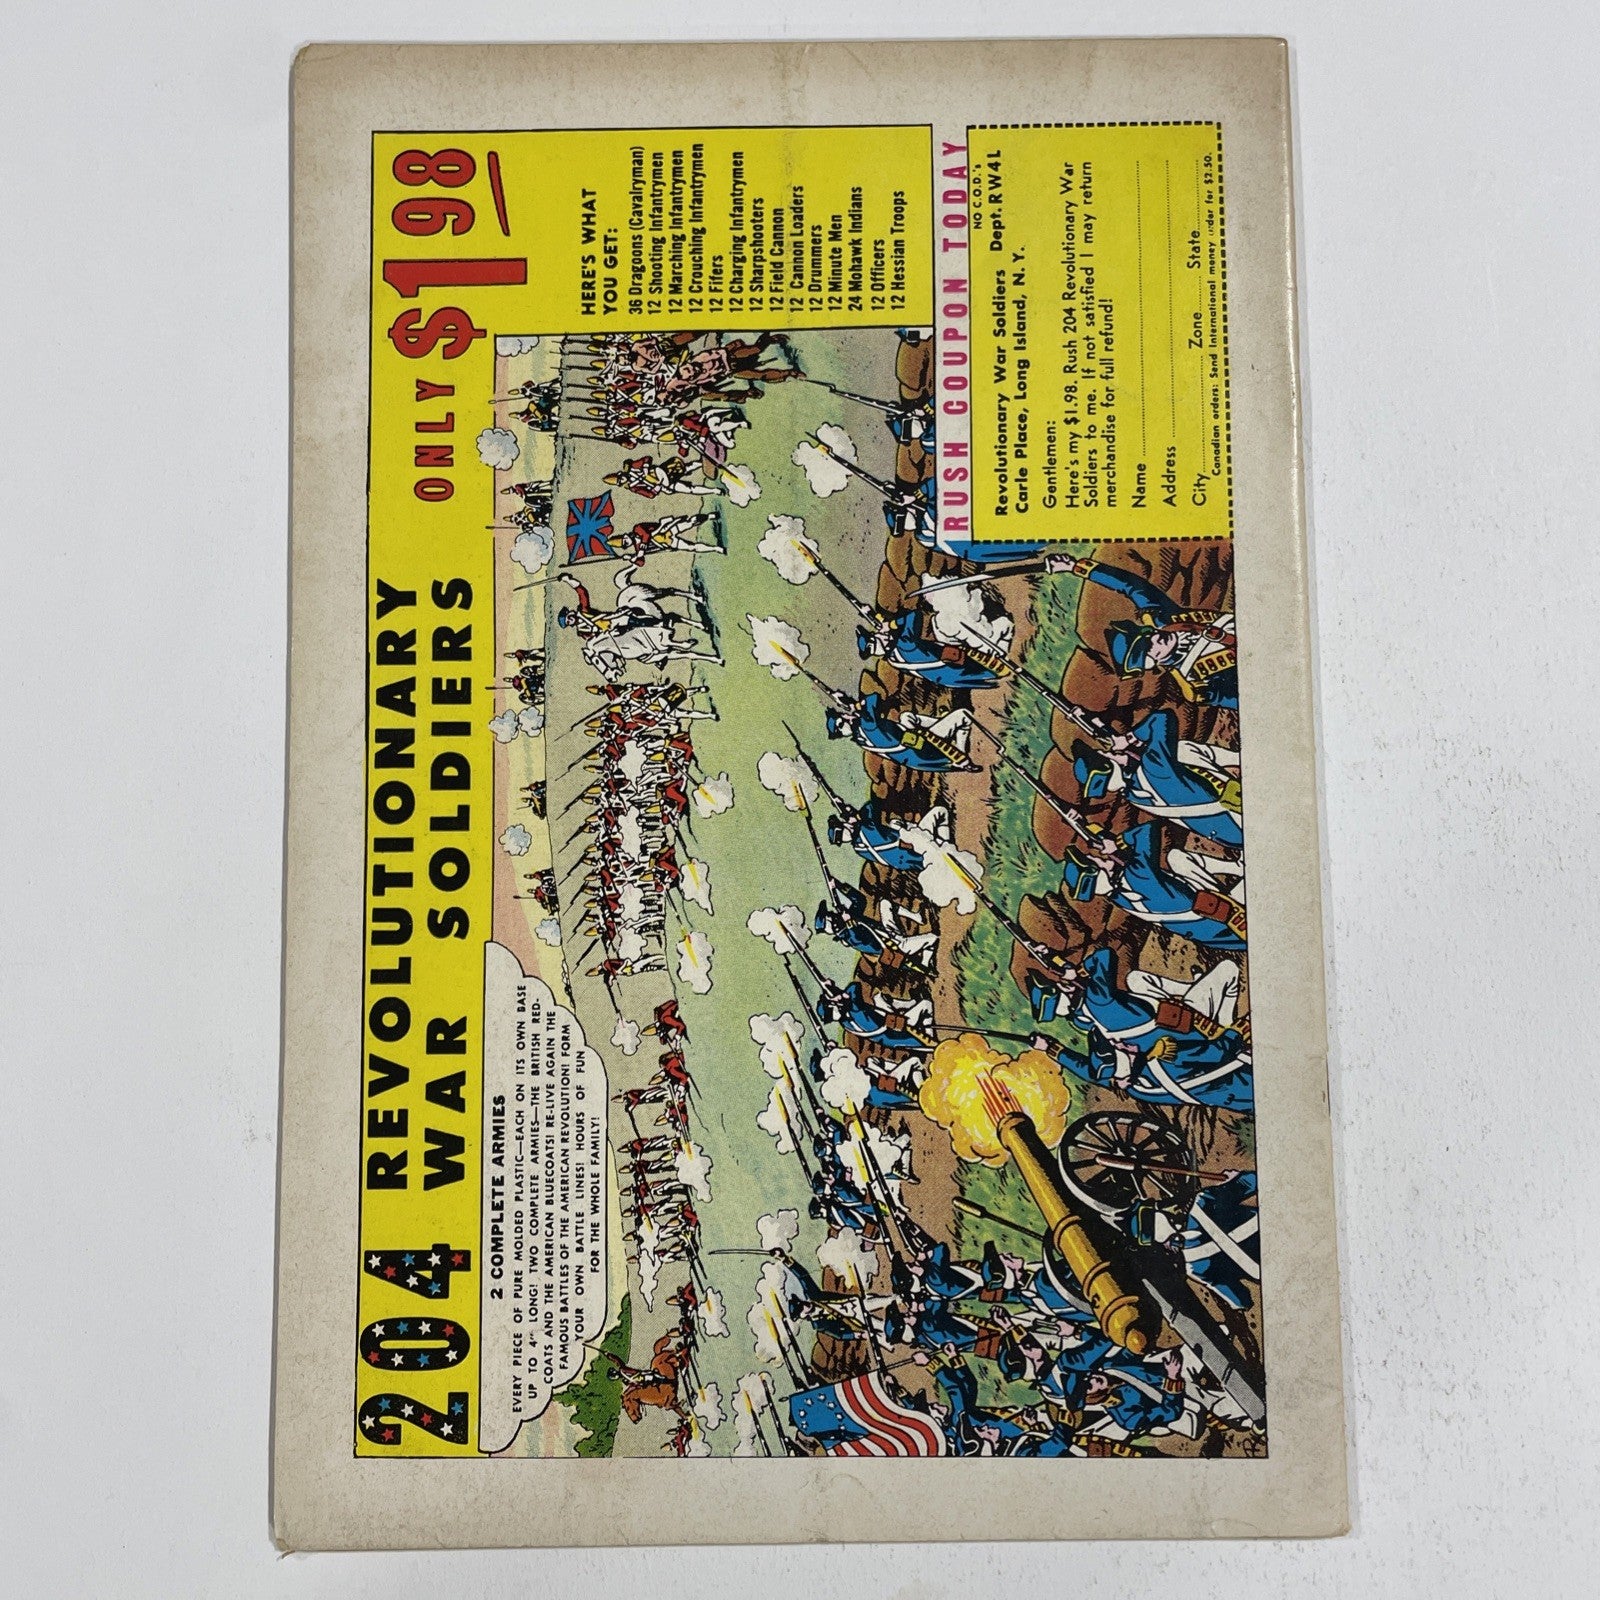 204 REVOLUTIONARY
WAR SOLDIERS
ONLY $1 98
2 COMPLETE ARMIES
EVERY PIECE OF PURE MOLDED PLASTIC—EACH ON ITS OWN BASE
UP TO 4" LONG! TWO COMPLETE ARMIES—THE BRITISH RED-
COATS AND THE AMERICAN BLUECOATS! RE-LIVE AGAIN THE
FAMOUS BATTLES OF THE AMERICAN REVOLUTION! FORM
YOUR OWN BATTLE LINES! HOURS OF FUN
FOR THE WHOLE FAMILY!
HERE'S WHAT
YOU GET:
36 Dragoons (Cavalryman)
12 Shooting Infantrymen
12 Marching Infantrymen
12 Crouching Infantrymen
12 Fifers
12 Charging Infantrymen
12 Sharpshooters
12 Field Cannon
12 Cannon Loaders
12 Drummers
12 Minute Men
24 Mohawk Indians
12 Officers
12 Hessian Troops
RUSH COUPON TODAY
NO C.O.D.'s
Revolutionary War Soldiers Dept. RW4L
Carle Place, Long Island, N. Y.
Gentlemen:
Here's my $1.98. Rush 204 Revolutionary War
Soldiers to me. If not satisfied I may return
merchandise for full refund!
Name
Address
City Zone State
Canadian orders: Send International money order for $2.50.